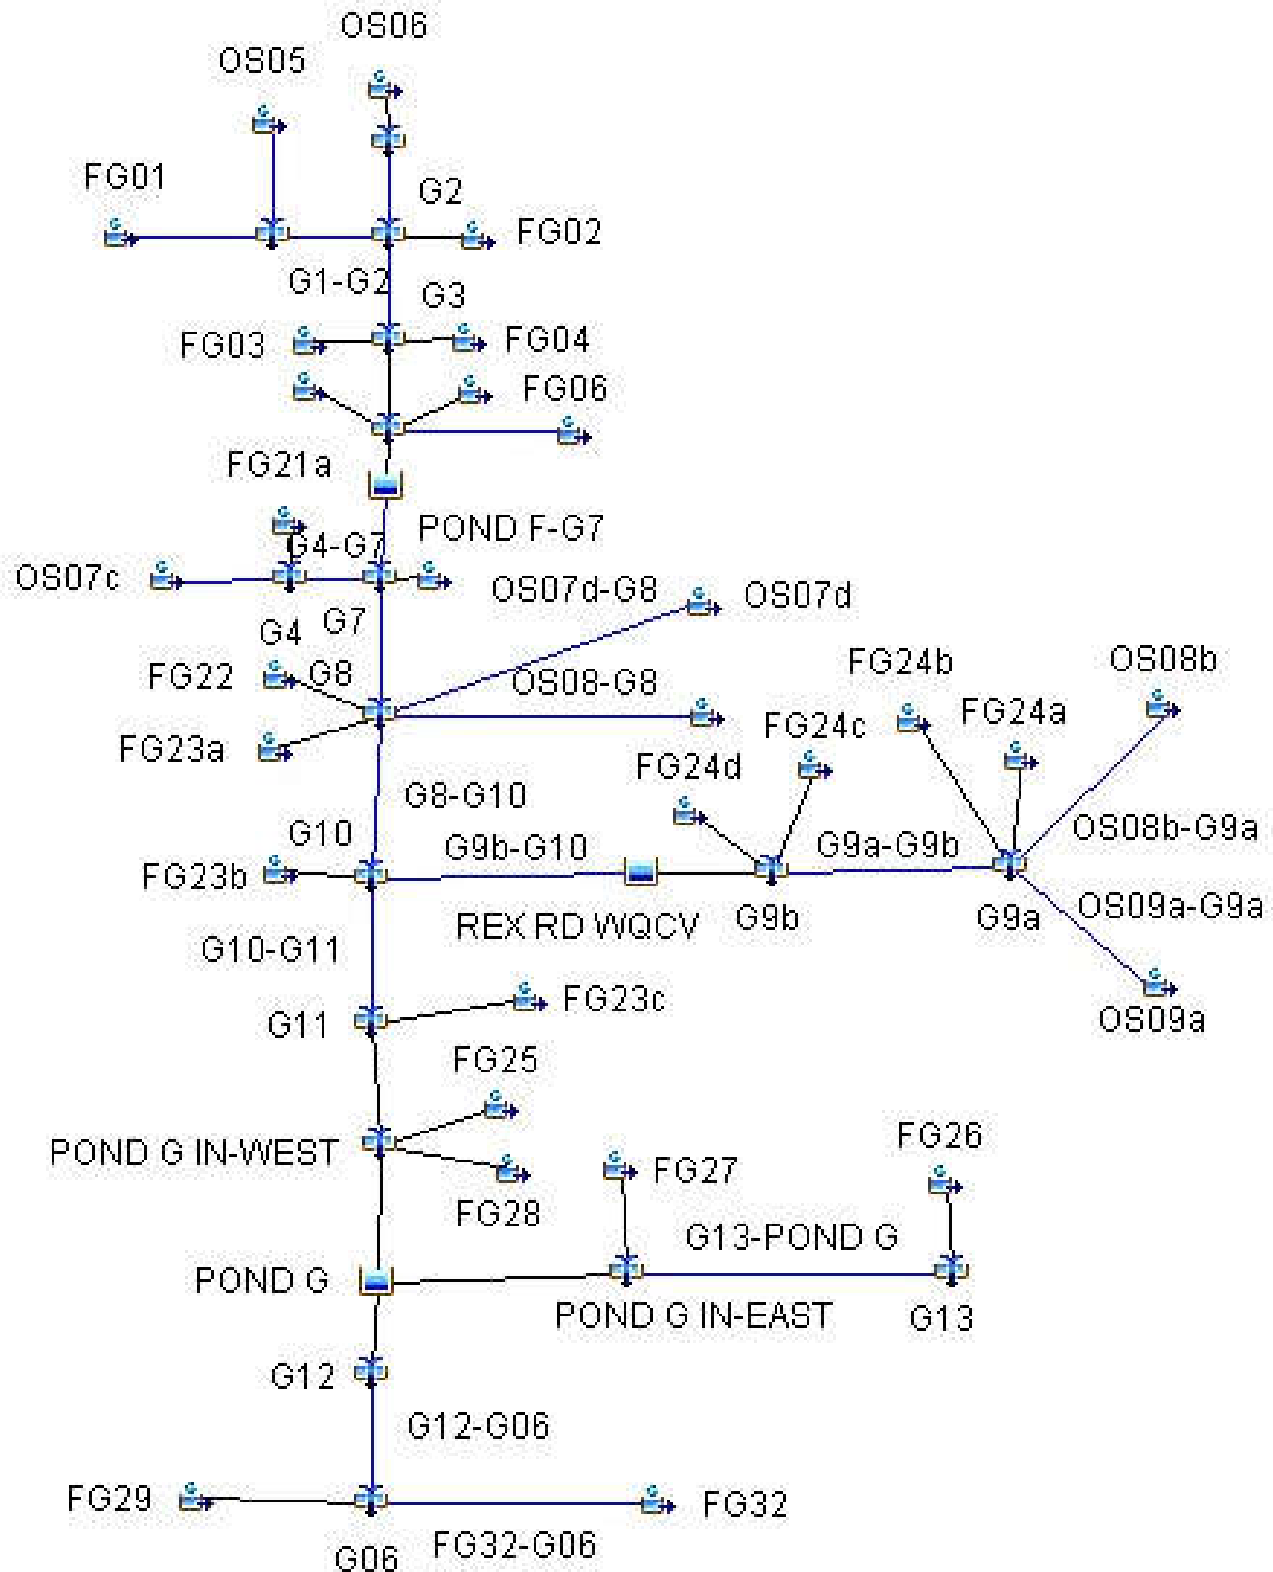 OS06
OS05
FG01
G2
FG02
G1-G2
G3
FG03
FG04
FG06
FG21a
POND F-G7
G4-G7
OS07c
OS07d-G8
OS07d
G4
G7
FG22
G8
OS08-G8
FG24b
OS08b
FG23a
FG24c
FG24a
FG24d
G8-G10
G10
G9b-G10
G9a-G9b
OS08b-G9a
FG23b
REX RD WQCV
G9b
G9a
OS09a-G9a
G10-G11
G11
FG23c
OS09a
FG25
POND G IN-WEST
FG26
FG27
FG28
G13-POND G
POND G
POND G IN-EAST
G13
G12
G12-G06
FG29
FG32
FG32-G06
G06